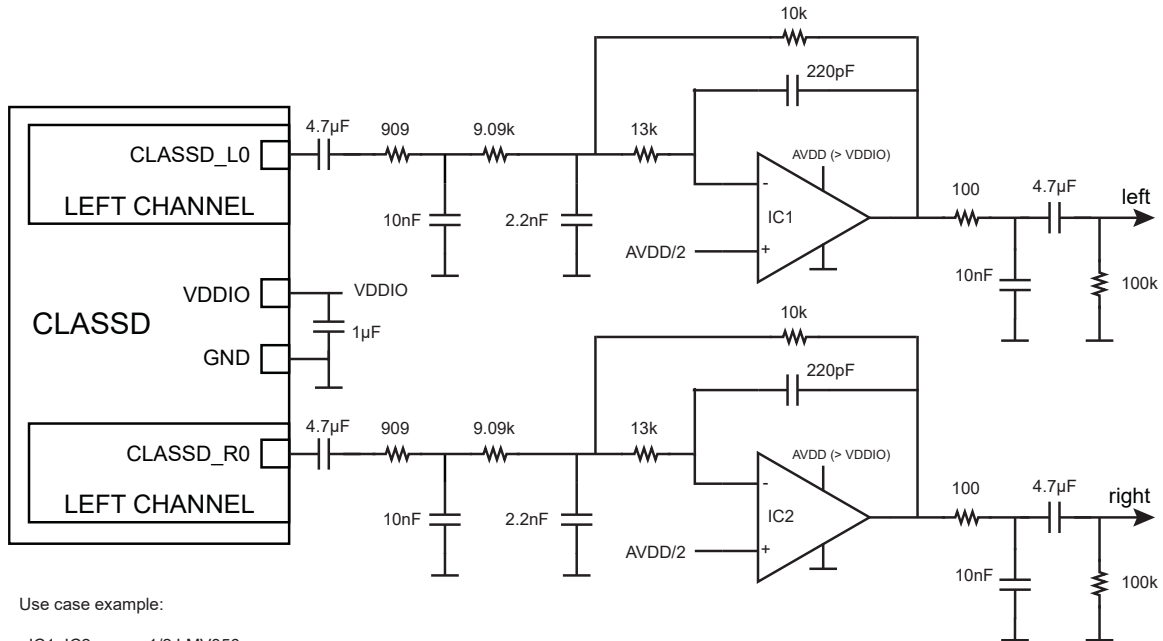 10k
220pF
4.7µF
909
9.09k
13k
CLASSD_L0
LEFT CHANNEL
10nF
2.2nF
AVDD (> VDDIO)
-
IC1
+
AVDD/2
100
4.7µF
left
10nF
100k
VDDIO
VDDIO
CLASSD
1µF
GND
10k
220pF
4.7µF
909
9.09k
13k
CLASSD_R0
LEFT CHANNEL
10nF
2.2nF
AVDD (> VDDIO)
-
IC2
+
AVDD/2
100
4.7µF
right
10nF
100k
Use case example: